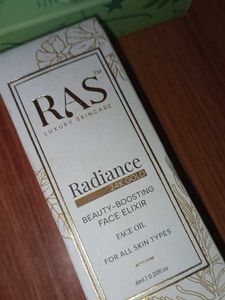 RAS™
LUXURY SKINCARE
Radiance
24K GOLD
BEAUTY-BOOSTING
FACE ELIXIR
FACE OIL
FOR ALL SKIN TYPES
6ml | 0.20fl.oz